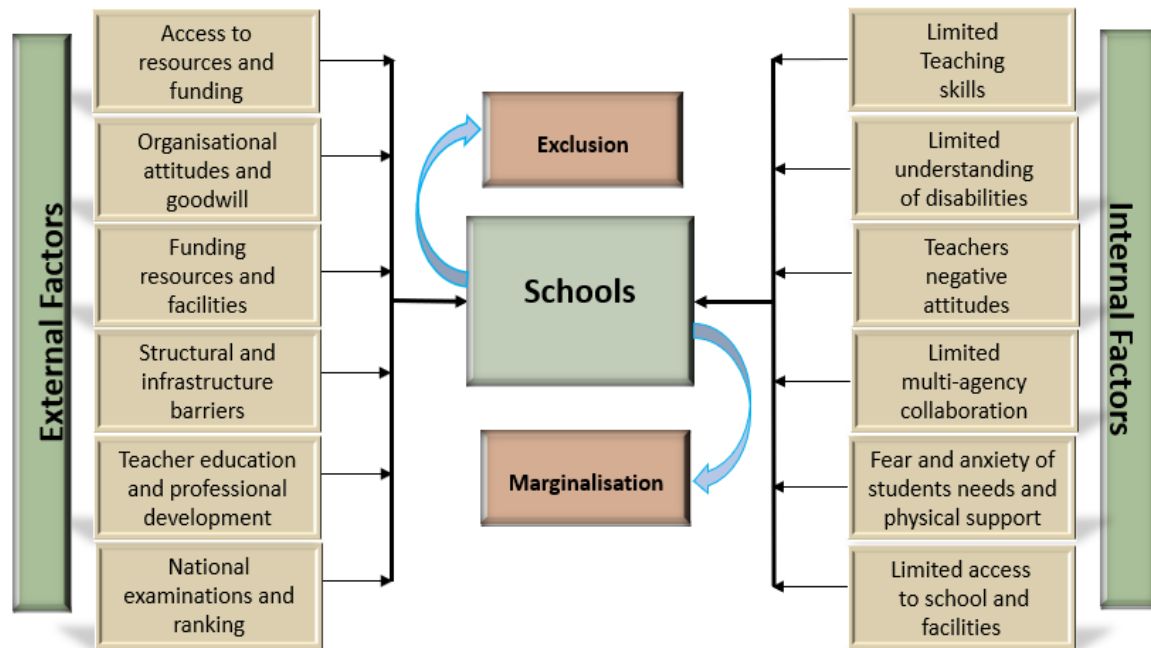 External Factors
Access to
resources and
funding
Organisational
attitudes and
goodwill
Funding
resources and
facilities
Structural and
infrastructure
barriers
Teacher education
and professional
development
National
examinations and
ranking
Exclusion
Schools
Marginalisation
Limited
Teaching
skills
Limited
understanding
of disabilities
Teachers
negative
attitudes
Limited
multi-agency
collaboration
Fear and anxiety of
students needs and
physical support
Limited access
to school and
facilities
Internal Factors